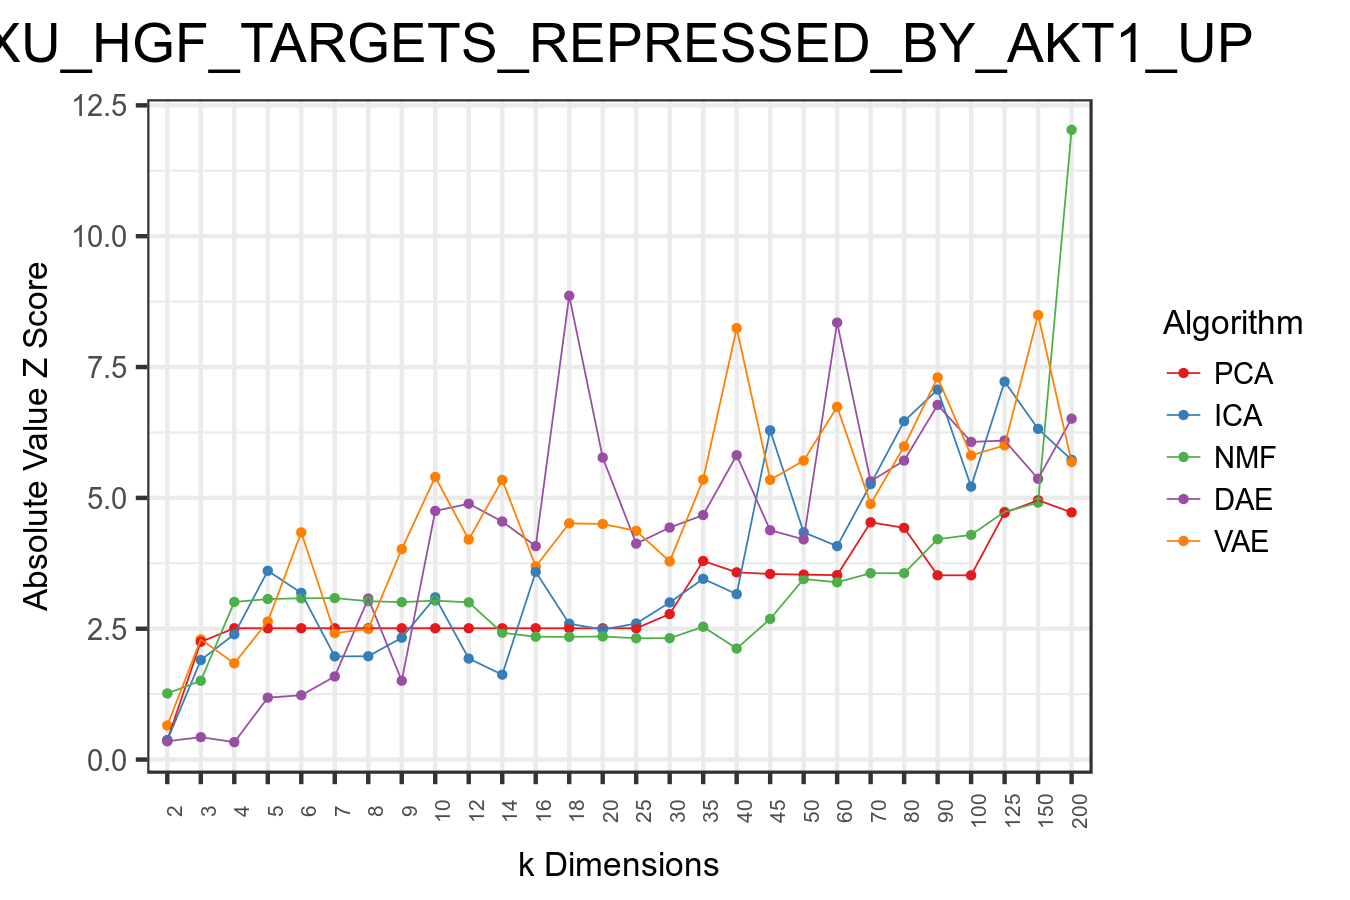 XU_HGF_TARGETS_REPRESSED_BY_AKT1_UP
12.5
10.0
7.5
5.0
2.5
0.0
Absolute Value Z Score
2 3 4 5 6 7 8 9 10 12 14 16 18 20 25 30 35 40 45 50 60 70 80 90 100 125 150 200
k Dimensions
Algorithm
PCA
ICA
NMF
DAE
VAE